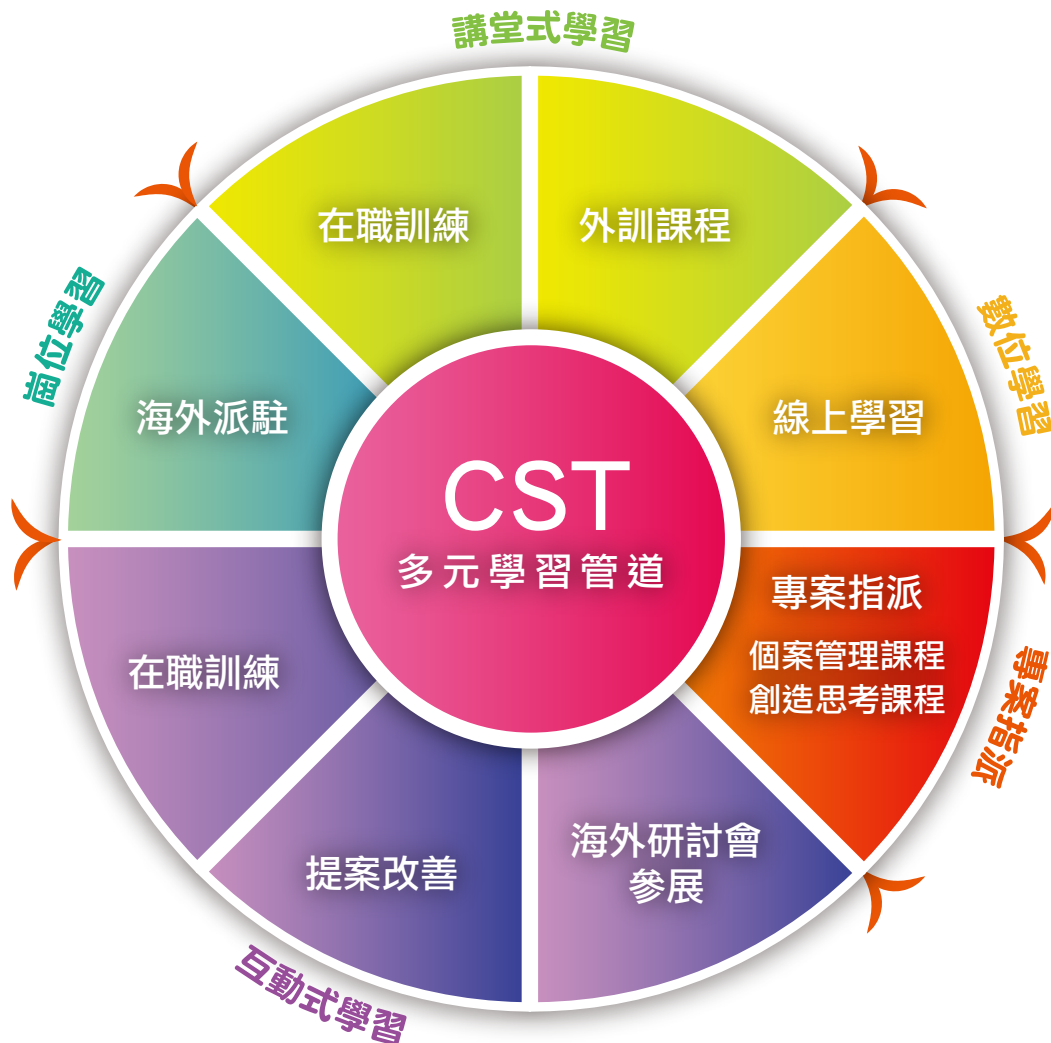 講堂式學習
在職訓練
外訓課程
崗位學習
數位學習
海外派駐
線上學習
CST
多元學習管道
專案指派
個案管理課程
創造思考課程
專案指派
在職訓練
提案改善
海外研討會
參展
互動式學習